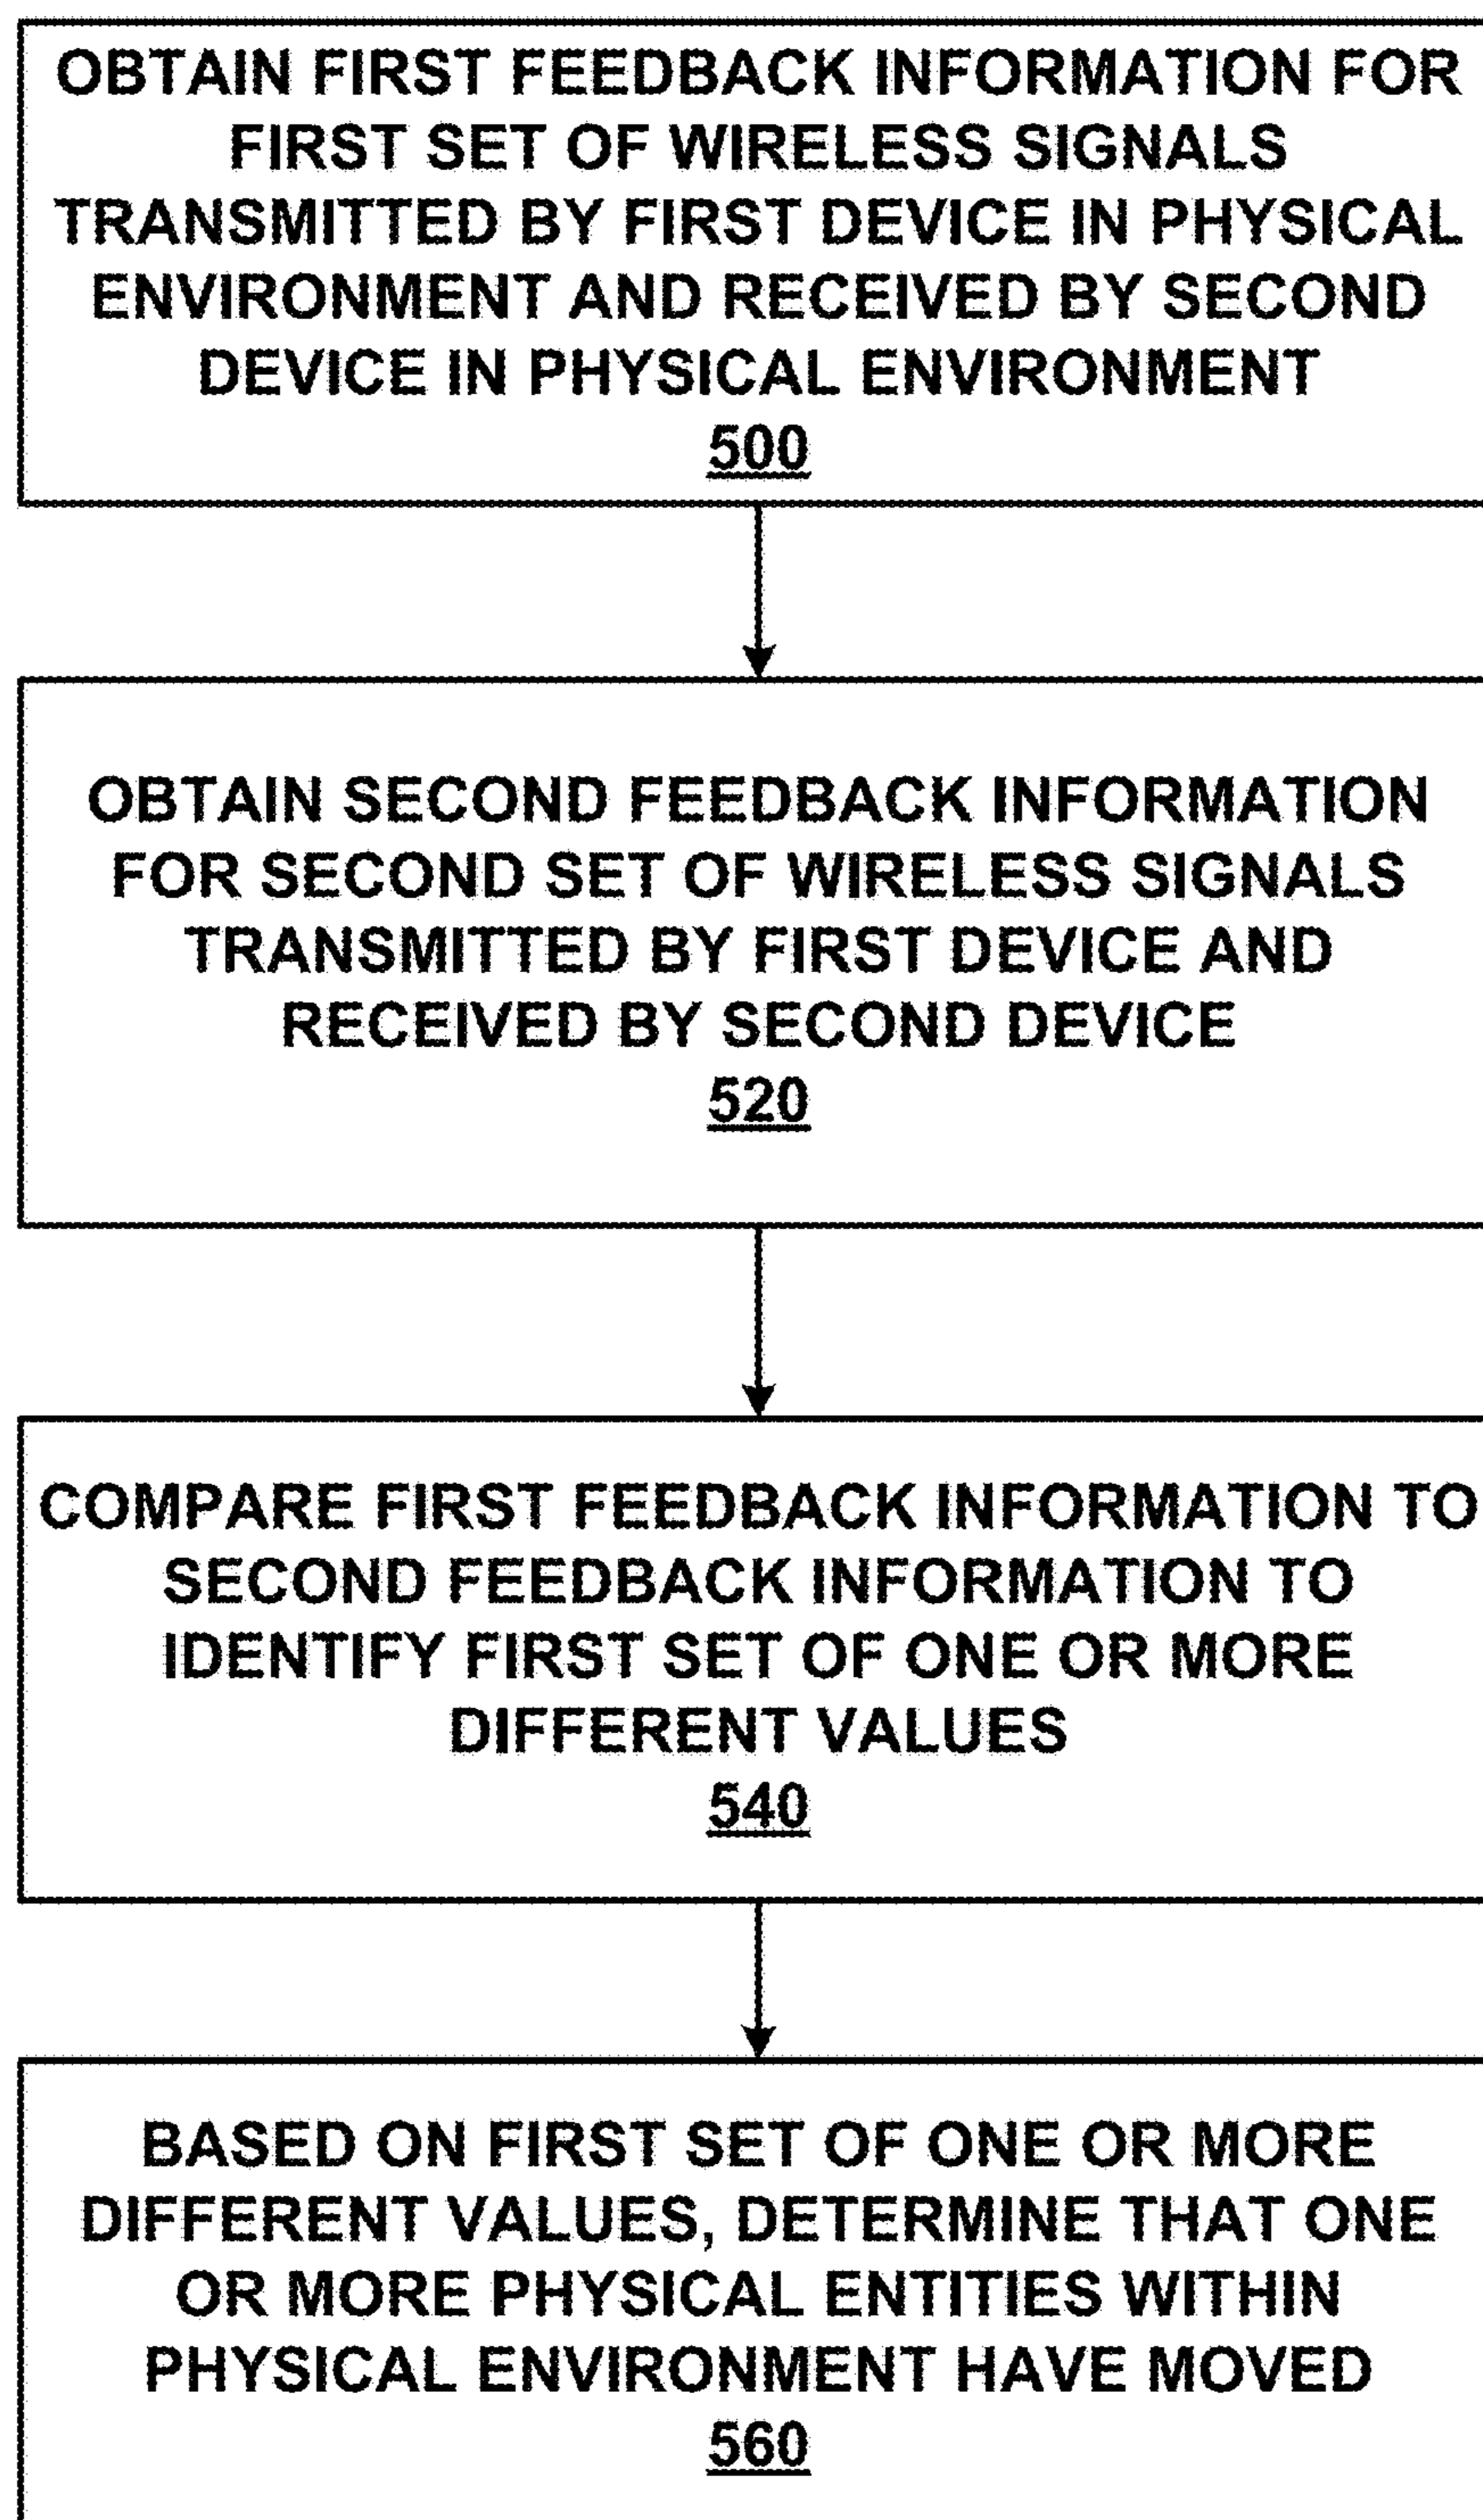 OBTAIN FIRST FEEDBACK INFORMATION FOR
FIRST SET OF WIRELESS SIGNALS
TRANSMITTED BY FIRST DEVICE IN PHYSICAL
ENVIRONMENT AND RECEIVED BY SECOND
DEVICE IN PHYSICAL ENVIRONMENT
500
OBTAIN SECOND FEEDBACK INFORMATION
FOR SECOND SET OF WIRELESS SIGNALS
TRANSMITTED BY FIRST DEVICE AND
RECEIVED BY SECOND DEVICE
520
COMPARE FIRST FEEDBACK INFORMATION TO
SECOND FEEDBACK INFORMATION TO
IDENTIFY FIRST SET OF ONE OR MORE
DIFFERENT VALUES
540
BASED ON FIRST SET OF ONE OR MORE
DIFFERENT VALUES, DETERMINE THAT ONE
OR MORE PHYSICAL ENTITIES WITHIN
PHYSICAL ENVIRONMENT HAVE MOVED
560